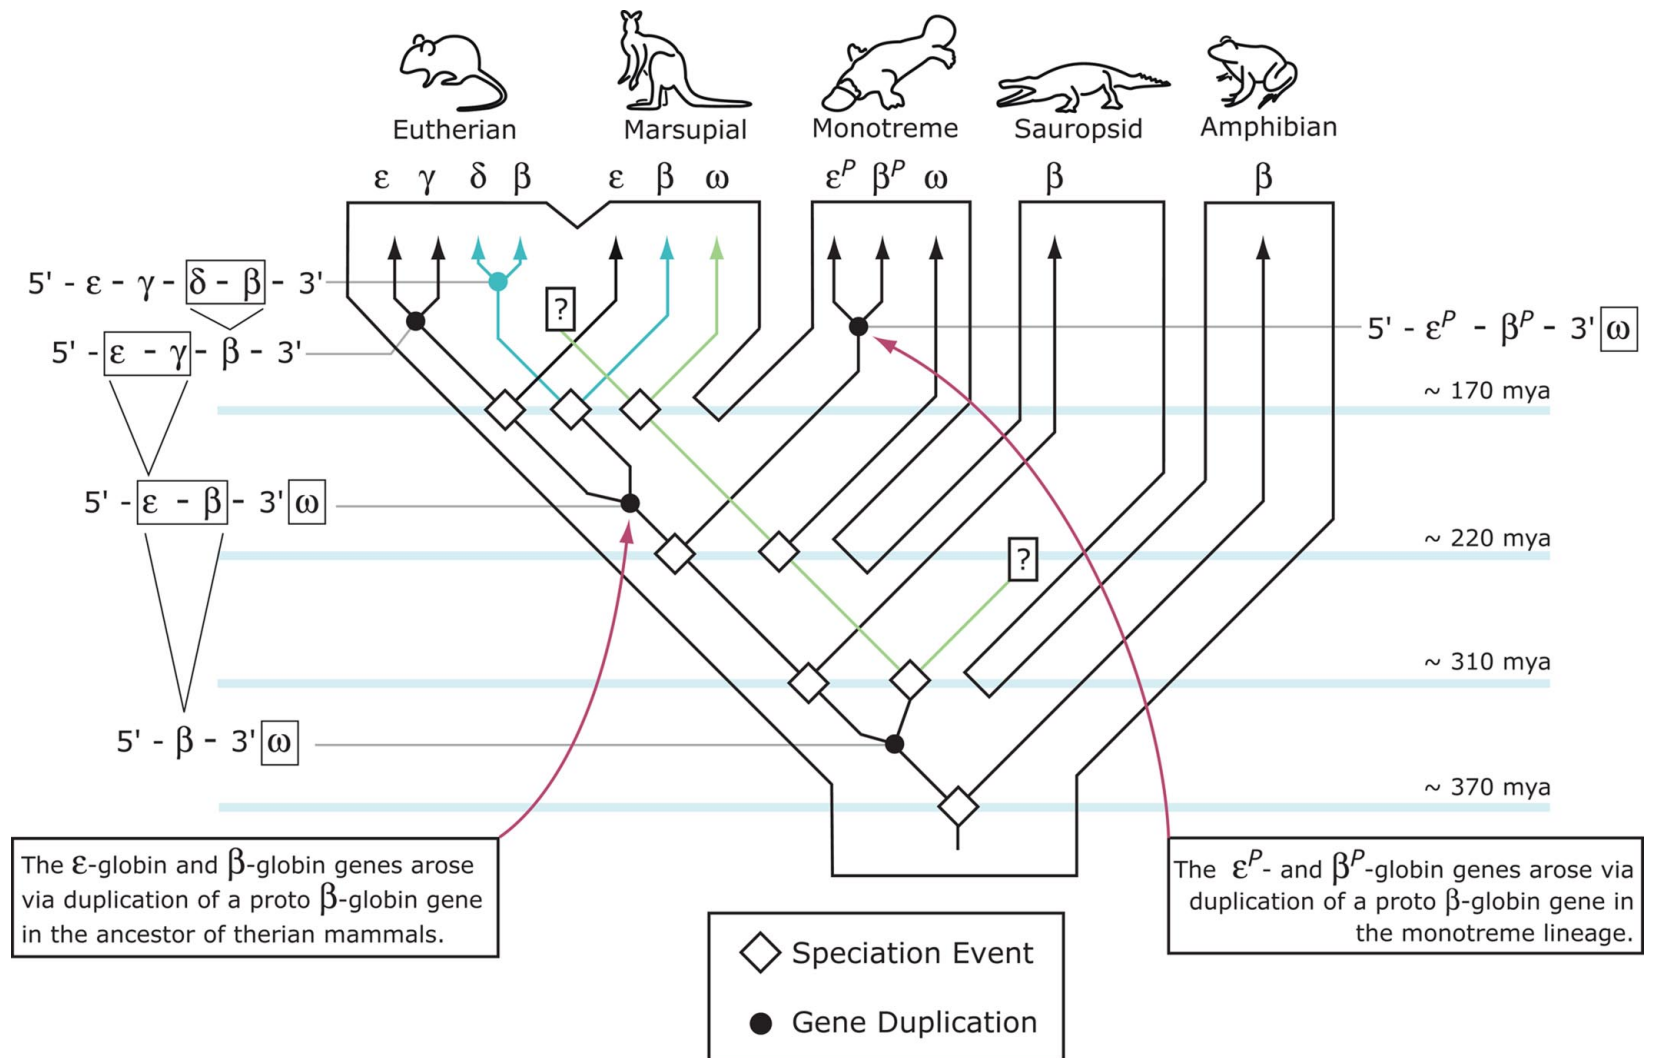 Eutherian Marsupial Monotreme Sauropsid Amphibian
ε γ δ β ε β ω εᴾ βᴾ ω β β
5' - ε - γ - δ - β - 3'
?
5' - ε - γ - β - 3'
5' - εᴾ - βᴾ - 3' ω
~ 170 mya
5' - ε - β - 3' ω
~ 220 mya
?
~ 310 mya
5' - β - 3' ω
~ 370 mya
The ε-globin and β-globin genes arose
via duplication of a proto β-globin gene
in the ancestor of therian mammals.
The εᴾ- and βᴾ-globin genes arose via
duplication of a proto β-globin gene in
the monotreme lineage.
Speciation Event
Gene Duplication